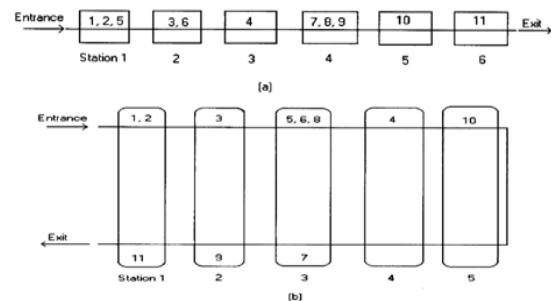 Entrance 1, 2, 5 3, 6 4 7, 8, 9 10 11 Exit
Station 1 2 3 4 5 6
(a)
Entrance 1, 2 3 5, 6, 8 4 10
Exit
11 9 7
Station 1 2 3 4 5
(b)